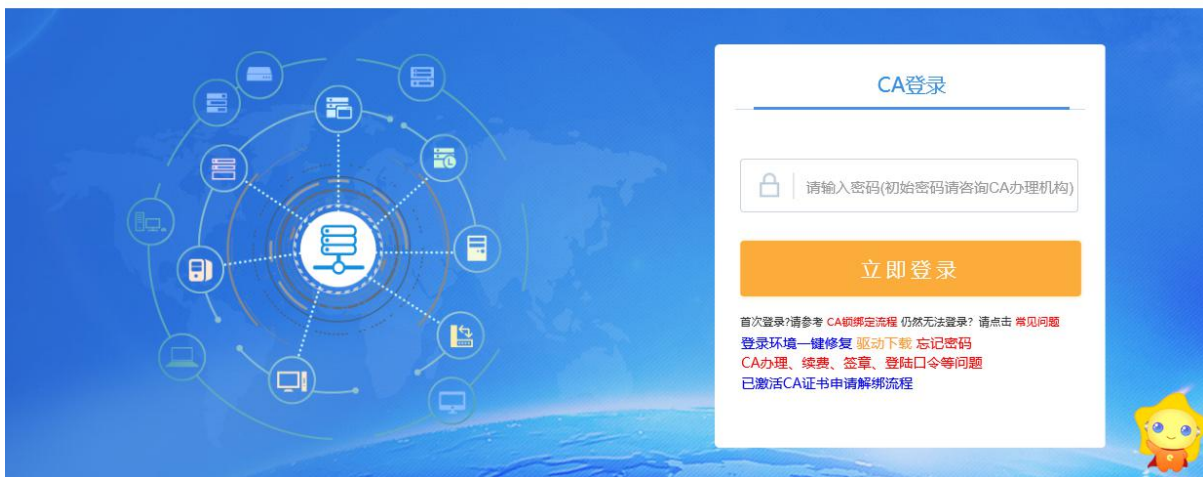 CA登录
请输入密码(初始密码请咨询CA办理机构)
立即登录
首次登录?请参考 CA锁绑定流程 仍然无法登录? 请点击 常见问题
登录环境一键修复 驱动下载 忘记密码
CA办理、续费、签章、登陆口令等问题
已激活CA证书申请解绑流程